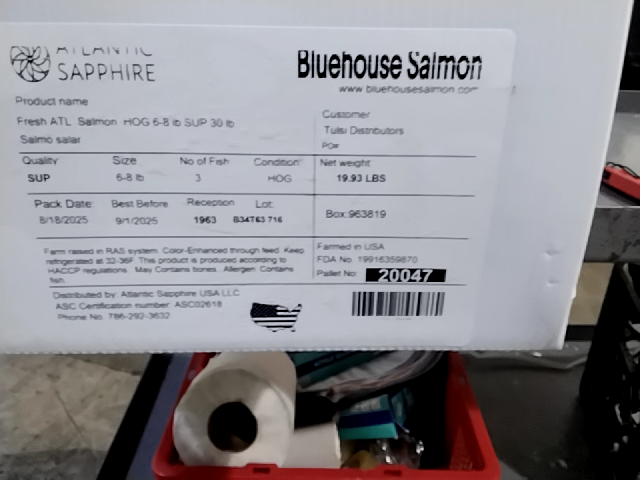 ATLANTIC
SAPPHIRE
Bluehouse Salmon
www.bluehousesalmon.com
Product name
Fresh ATL Salmon HOG 6-8 lb SUP 30 lb
Salmo salar
Customer
Tulsi Distributors
PO#
Quality Size No of Fish Condition
SUP 6-8 lb 3 HOG
Net weight
19.93 LBS
Pack Date: Best Before Reception Lot:
8/18/2025 9/1/2025 1963 B34763 716
Box:963819
Farm raised in RAS system. Color-Enhanced through feed. Keep
refrigerated at 32-36F. This product is produced according to
HACCP regulations. May Contains bones. Allergen: Contains
fish.
Farmed in USA
FDA No. 19916359870
Pallet No: 20047
Distributed by: Atlantic Sapphire USA LLC
ASC Certification number: ASC02618
Phone No. 786-292-3632